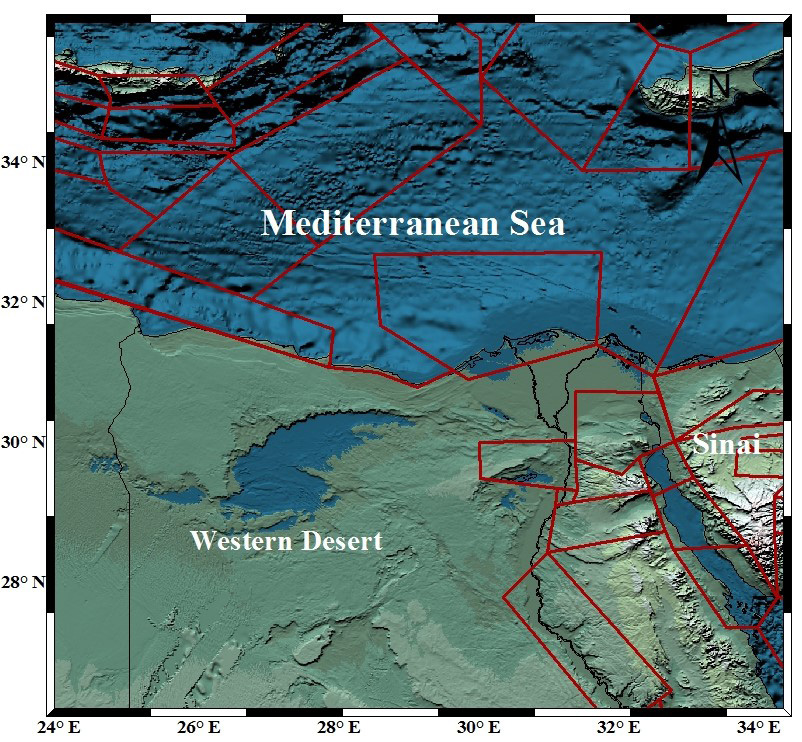 N
34° N
Mediterranean Sea
32° N
30° N
Sinai
Western Desert
28° N
24° E 26° E 28° E 30° E 32° E 34° E